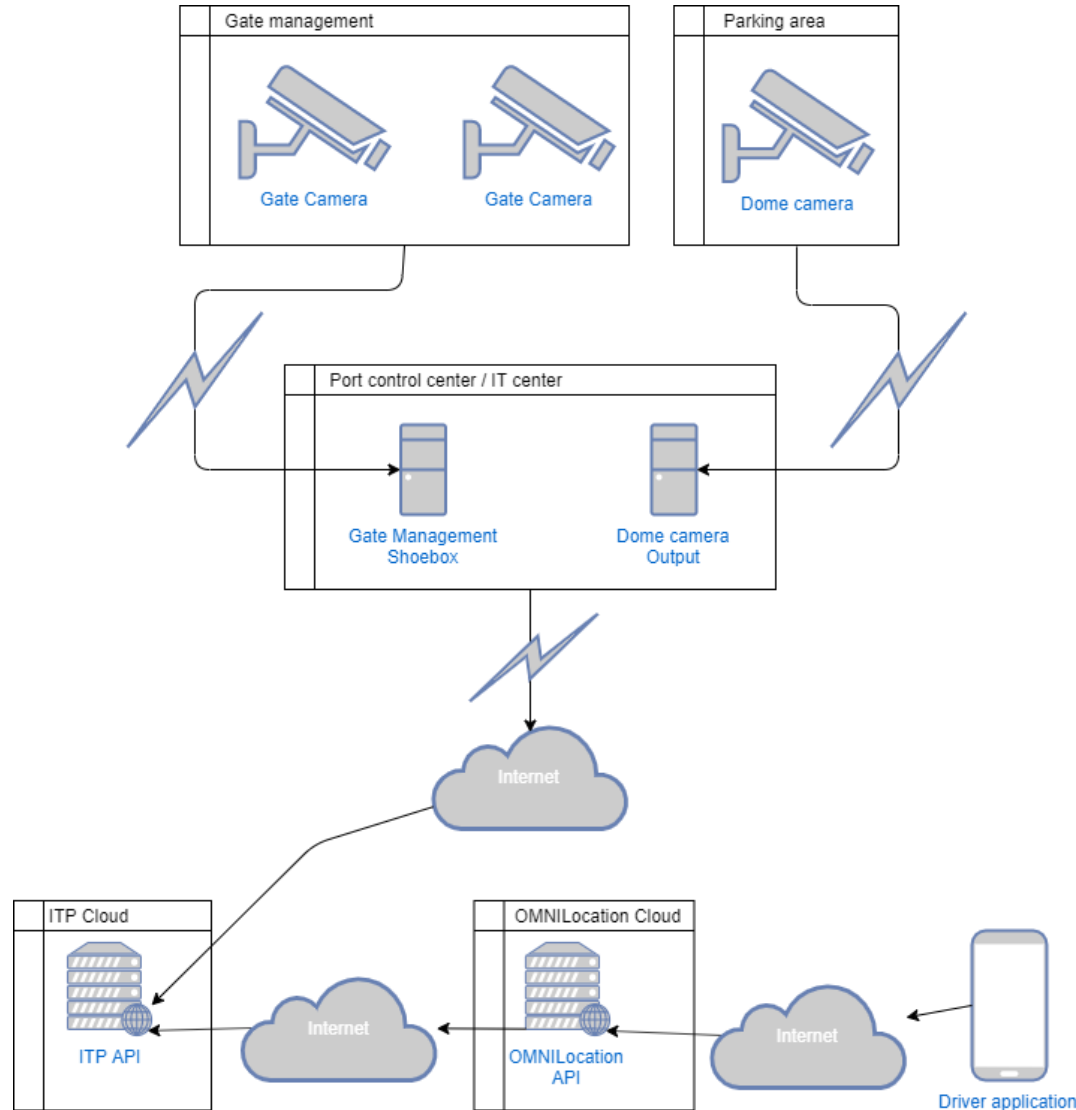 Gate management
Parking area
Gate Camera
Gate Camera
Dome camera
Port control center / IT center
Gate Management
Shoebox
Dome camera
Output
Internet
ITP Cloud
OMNILocation Cloud
Internet
Internet
ITP API
OMNILocation
API
Driver application